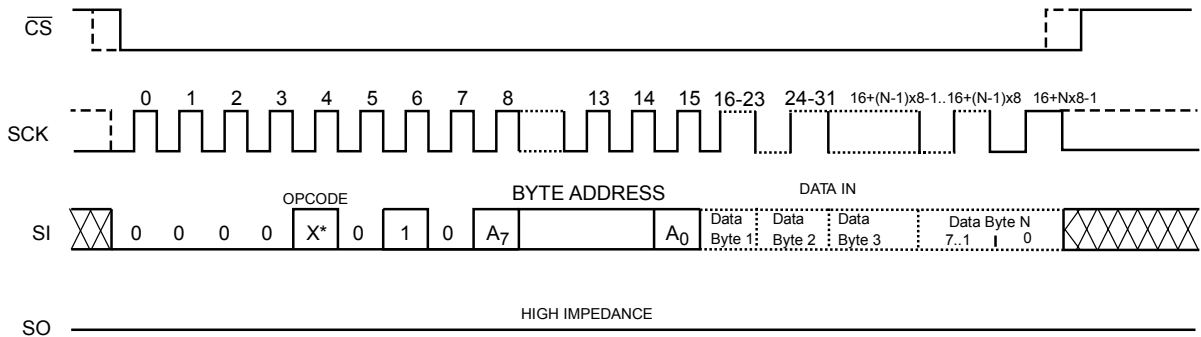 CS
0 1 2 3 4 5 6 7 8 13 14 15 16-23 24-31 16+(N-1)x8-1..16+(N-1)x8 16+Nx8-1
SCK
OPCODE BYTE ADDRESS DATA IN
SI 0 0 0 0 X* 0 1 0 A7 A0 Data Byte 1 Data Byte 2 Data Byte 3 Data Byte N 7..1 0
HIGH IMPEDANCE
SO